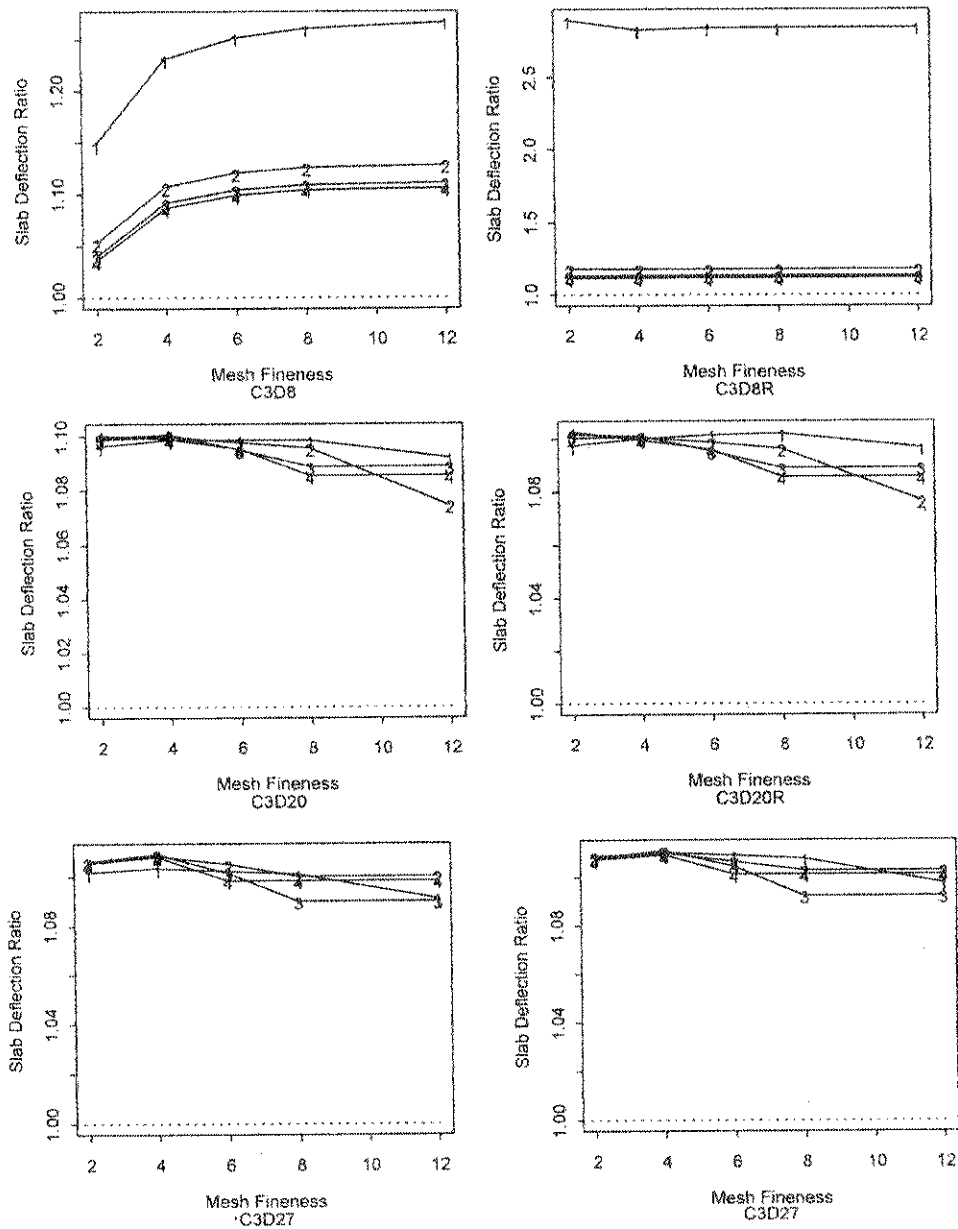 Slab Deflection Ratio
1.00 1.10 1.20
2 4 6 8 10 12
Mesh Fineness
C3D8
Slab Deflection Ratio
1.0 1.5 2.0 2.5
2 4 6 8 10 12
Mesh Fineness
C3D8R
Slab Deflection Ratio
1.00 1.02 1.04 1.06 1.08 1.10
2 4 6 8 10 12
Mesh Fineness
C3D20
Slab Deflection Ratio
1.00 1.04 1.08
2 4 6 8 10 12
Mesh Fineness
C3D20R
Slab Deflection Ratio
1.00 1.04 1.08
2 4 6 8 10 12
Mesh Fineness
C3D27
Slab Deflection Ratio
1.00 1.04 1.08
2 4 6 8 10 12
Mesh Fineness
C3D27